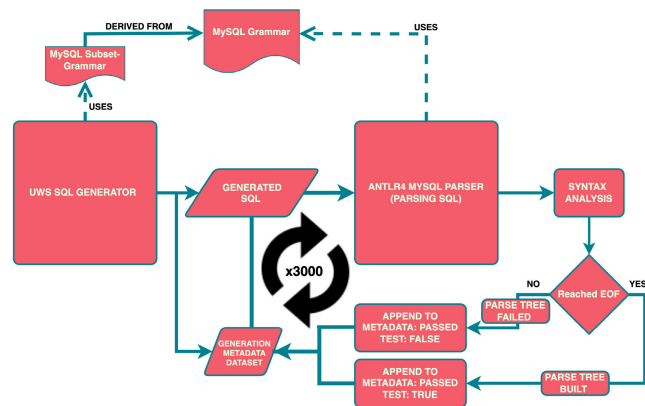 DERIVED FROM
MySQL Grammar
USES
MySQL Subset-
Grammar
USES
UWS SQL GENERATOR
GENERATED
SQL
ANTLR4 MYSQL PARSER
(PARSING SQL)
SYNTAX
ANALYSIS
x3000
NO
Reached EOF
YES
PARSE TREE
FAILED
APPEND TO
METADATA: PASSED
TEST: FALSE
GENERATION
METADATA
DATASET
APPEND TO
METADATA: PASSED
TEST: TRUE
PARSE TREE
BUILT